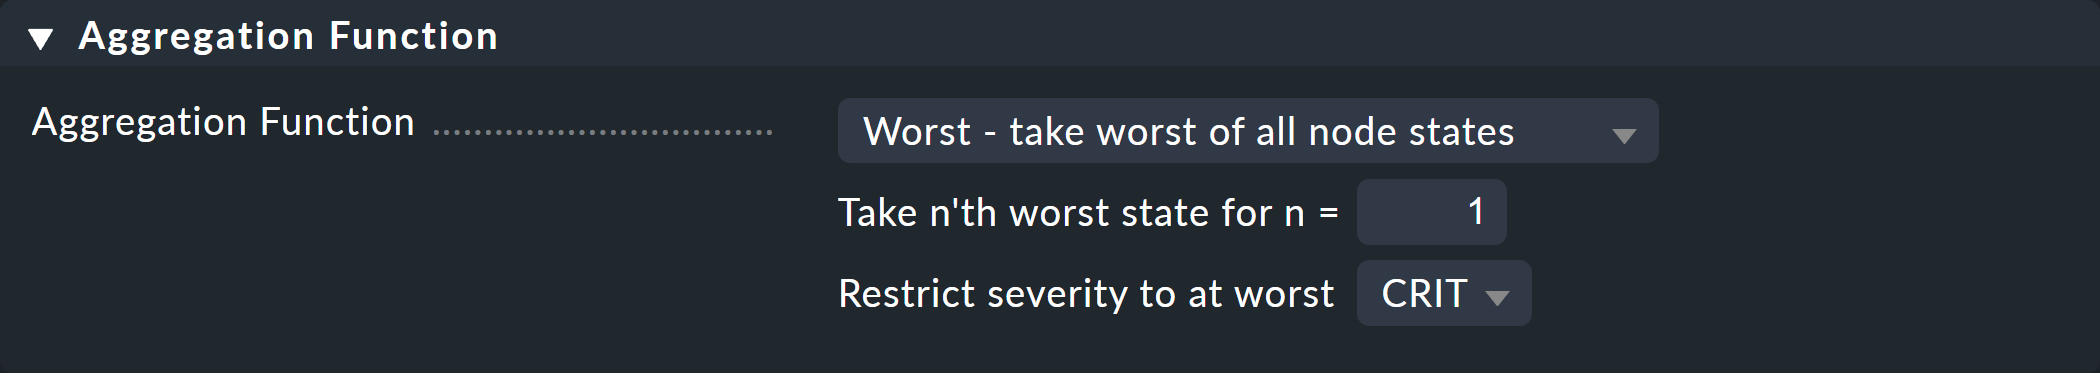 Aggregation Function
Aggregation Function
Worst - take worst of all node states
Take n'th worst state for n = 1
Restrict severity to at worst CRIT